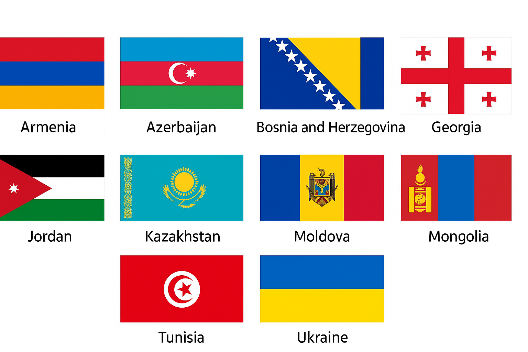 Armenia
Azerbaijan
Bosnia and Herzegovina
Georgia
Jordan
Kazakhstan
Moldova
Mongolia
Tunisia
Ukraine